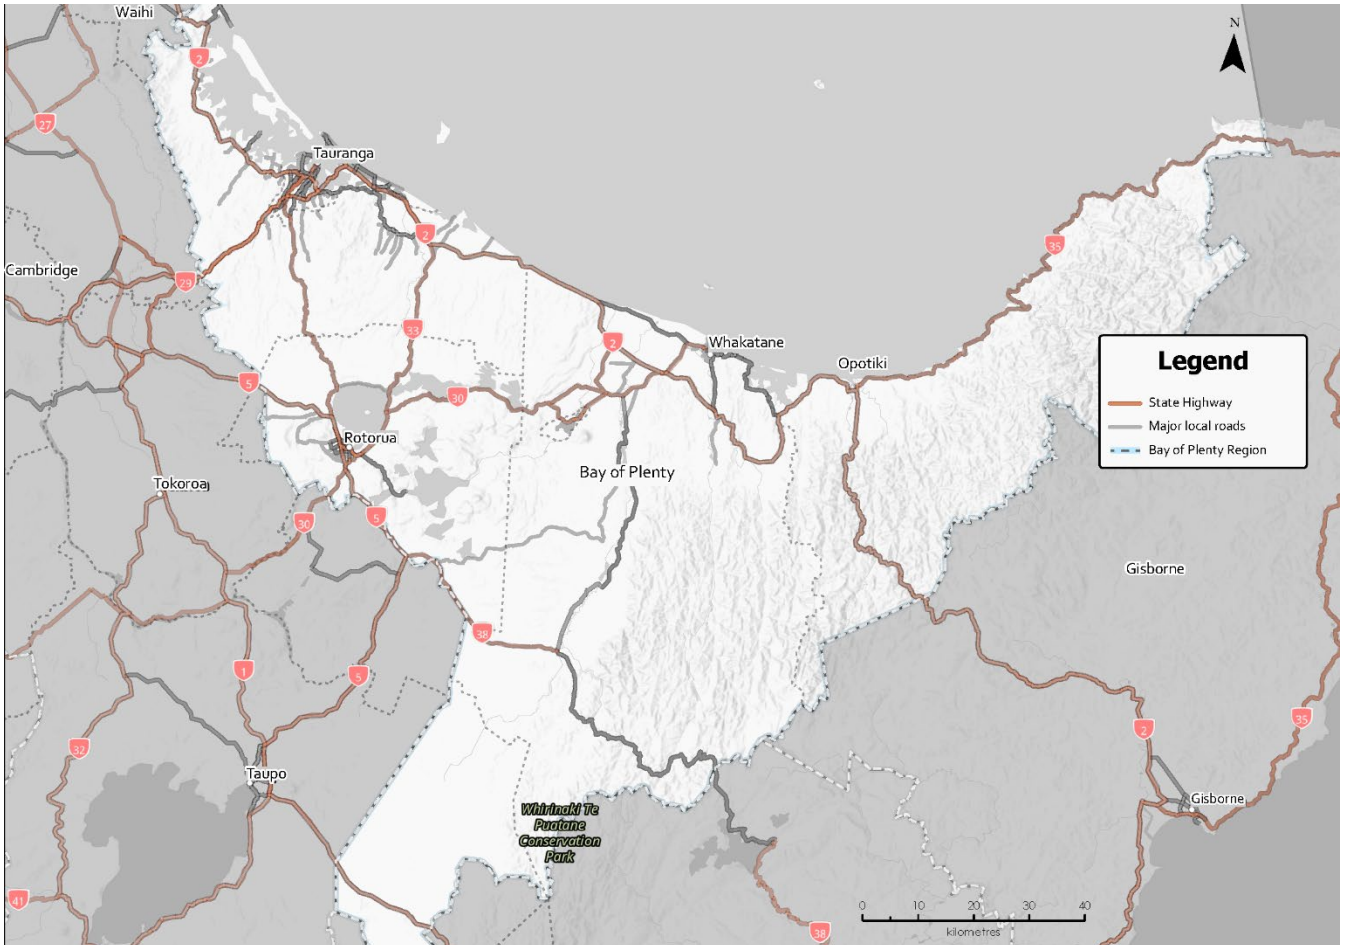 Waihi
N
2
27
Tauranga
2
35
Cambridge
29
33
2
Whakatane
Opotiki
Legend
State Highway
Major local roads
Bay of Plenty Region
5
30
Rotorua
Bay of Plenty
Tokoroa
30
5
Gisborne
38
1
5
35
2
32
Taupo
Gisborne
Whirinaki Te
Puatane
Conservation
Park
41
0 10 20 30 40
kilometres
38